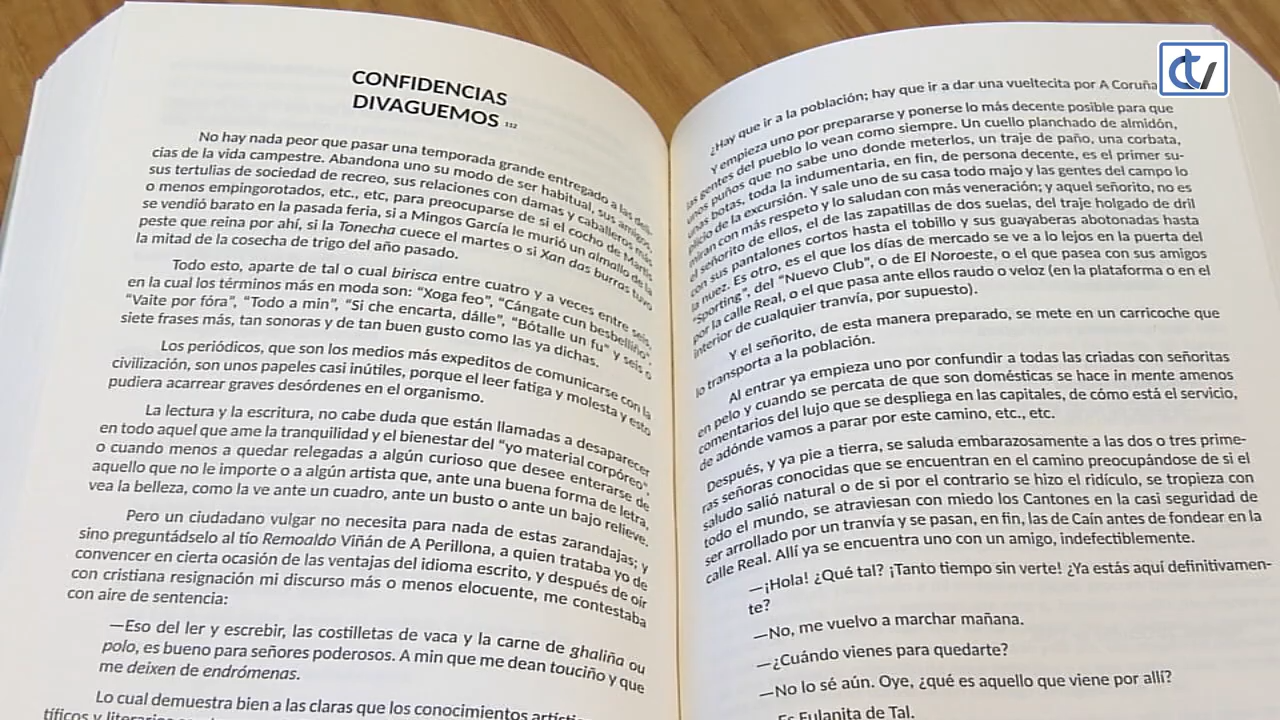 CONFIDENCIAS
DIVAGUEMOS 112
No hay nada peor que pasar una temporada grande entregado a las deli-
cias de la vida campestre. Abandona uno su modo de ser habitual, sus amigos,
sus tertulias de sociedad de recreo, sus relaciones con damas y caballeros más
o menos empingorotados, etc., etc, para preocuparse de si el cocho de Martís
se vendió barato en la pasada feria, si a Mingos García le murió un almallo de la
peste que reina por ahí, si la Tonecha cuece el martes o si Xan das burras tuvo
la mitad de la cosecha de trigo del año pasado.
Todo esto, aparte de tal o cual birisca entre cuatro y a veces entre seis,
en la cual los términos más en moda son: "Xoga feo", "Cángate cun besbelliño",
"Vaite por fóra", "Todo a min", "Si che encarta, dálle", "Bótalle un fu" y seis o
siete frases más, tan sonoras y de tan buen gusto como las ya dichas.
Los periódicos, que son los medios más expeditos de comunicarse con la
civilización, son unos papeles casi inútiles, porque el leer fatiga y molesta y esto
pudiera acarrear graves desórdenes en el organismo.
La lectura y la escritura, no cabe duda que están llamadas a desaparecer
en todo aquel que ame la tranquilidad y el bienestar del "yo material corpóreo",
o cuando menos a quedar relegadas a algún curioso que desee enterarse de
aquello que no le importe o a algún artista que, ante una buena forma de letra,
vea la belleza, como la ve ante un cuadro, ante un busto o ante un bajo relieve.
Pero un ciudadano vulgar no necesita para nada de estas zarandajas; y
sino preguntádselo al tío Remoaldo Viñán de A Perillona, a quien trataba yo de
convencer en cierta ocasión de las ventajas del idioma escrito, y después de oír
con cristiana resignación mi discurso más o menos elocuente, me contestaba
con aire de sentencia:
—Eso del ler y escrebir, las costilletas de vaca y la carne de ghaliña ou
polo, es bueno para señores poderosos. A min que me dean touciño y que
me deixen de endrómenas.
Lo cual demuestra bien a las claras que los conocimientos
tíficos y
¿Hay que ir a la población; hay que ir a dar una vueltecita por A Coruña
Y empieza uno por prepararse y ponerse lo más decente posible para que
las gentes del pueblo lo vean como siempre. Un cuello planchado de almidón,
unos puños que no sabe uno donde meterlos, un traje de paño, una corbata,
unas botas, toda la indumentaria, en fin, de persona decente, es el primer su-
plicio de la excursión. Y sale uno de su casa todo majo y las gentes del campo lo
miran con más respeto y lo saludan con más veneración; y aquel señorito, no es
el señorito de ellos, el de las zapatillas de dos suelas, del traje holgado de dril
con sus pantalones cortos hasta el tobillo y sus guayaberas abotonadas hasta
la nuez. Es otro, es el que los días de mercado se ve a lo lejos en la puerta del
"Sporting", del "Nuevo Club", o de El Noroeste, o el que pasea con sus amigos
por la calle Real, o el que pasa ante ellos raudo o veloz (en la plataforma o en el
interior de cualquier tranvía, por supuesto).
Y el señorito, de esta manera preparado, se mete en un carricoche que
lo transporta a la población.
Al entrar ya empieza uno por confundir a todas las criadas con señoritas
en pelo y cuando se percata de que son domésticas se hace in mente amenos
comentarios del lujo que se despliega en las capitales, de cómo está el servicio,
de adónde vamos a parar por este camino, etc., etc.
Después, y ya pie a tierra, se saluda embarazosamente a las dos o tres prime-
ras señoras conocidas que se encuentran en el camino preocupándose de si el
saludo salió natural o de si por el contrario se hizo el ridículo, se tropieza con
todo el mundo, se atraviesan con miedo los Cantones en la casi seguridad de
ser arrollado por un tranvía y se pasan, en fin, las de Caín antes de fondear en la
calle Real. Allí ya se encuentra uno con un amigo, indefectiblemente.
—¡Hola! ¿Qué tal? ¡Tanto tiempo sin verte! ¿Ya estás aquí definitivamen-
te?
—No, me vuelvo a marchar mañana.
—¿Cuándo vienes para quedarte?
—No lo sé aún. Oye, ¿qué es aquello que viene por allí?
Es Fulanita de Tal.
ctv